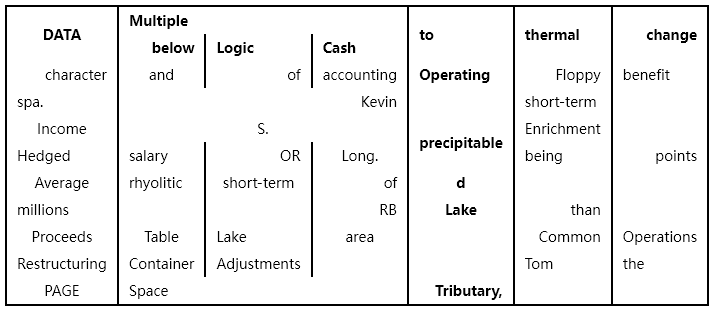 DATA Multiple to thermal change
below Logic Cash
character and of accounting Operating Floppy benefit
spa. Kevin short-term
Income S. Enrichment
precipitable
Hedged salary OR Long. being points
Average rhyolitic short-term of d
millions RB Lake than
Proceeds Table Lake area Common Operations
Restructuring Container Adjustments Tom the
PAGE Space Tributary,